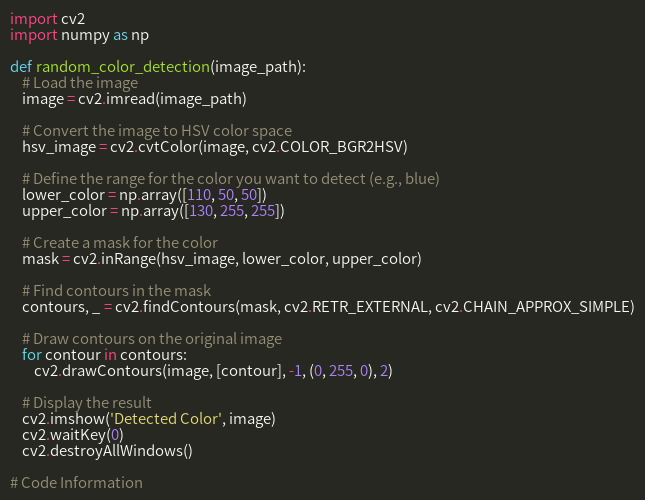 import cv2
import numpy as np
def random_color_detection(image_path):
# Load the image
image = cv2.imread(image_path)
# Convert the image to HSV color space
hsv_image = cv2.cvtColor(image, cv2.COLOR_BGR2HSV)
# Define the range for the color you want to detect (e.g., blue)
lower_color = np.array([110, 50, 50])
upper_color = np.array([130, 255, 255])
# Create a mask for the color
mask = cv2.inRange(hsv_image, lower_color, upper_color)
# Find contours in the mask
contours, _ = cv2.findContours(mask, cv2.RETR_EXTERNAL, cv2.CHAIN_APPROX_SIMPLE)
# Draw contours on the original image
for contour in contours:
cv2.drawContours(image, [contour], -1, (0, 255, 0), 2)
# Display the result
cv2.imshow('Detected Color', image)
cv2.waitKey(0)
cv2.destroyAllWindows()
# Code Information